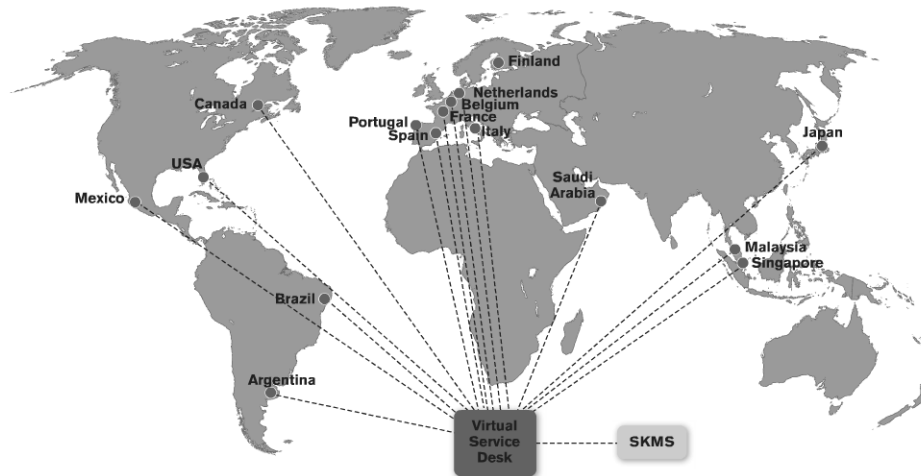 Finland
Netherlands
Canada
Belgium
France
Portugal
Spain
Italy
Japan
USA
Saudi
Arabia
Mexico
Malaysia
Singapore
Brazil
Argentina
Virtual
Service
Desk
SKMS